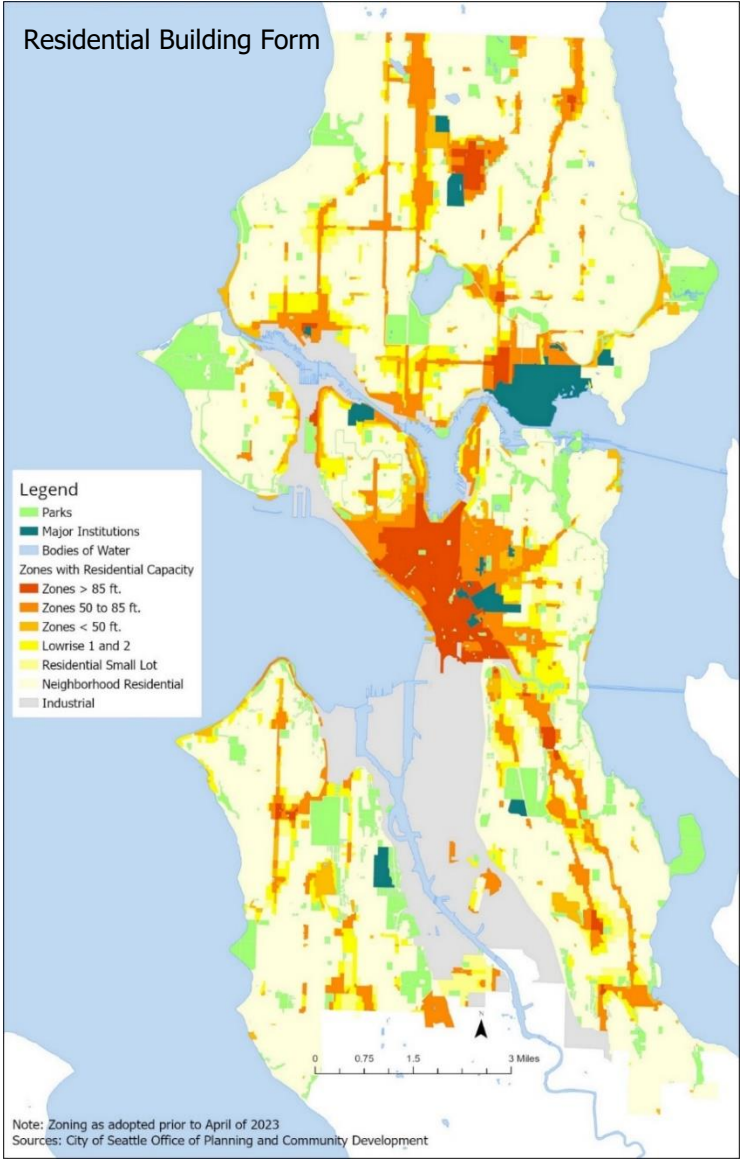 Residential Building Form
Legend
Parks
Major Institutions
Bodies of Water
Zones with Residential Capacity
Zones > 85 ft.
Zones 50 to 85 ft.
Zones < 50 ft.
Lowrise 1 and 2
Residential Small Lot
Neighborhood Residential
Industrial
N
0 0.75 1.5 3 Miles
Note: Zoning as adopted prior to April of 2023
Sources: City of Seattle Office of Planning and Community Development